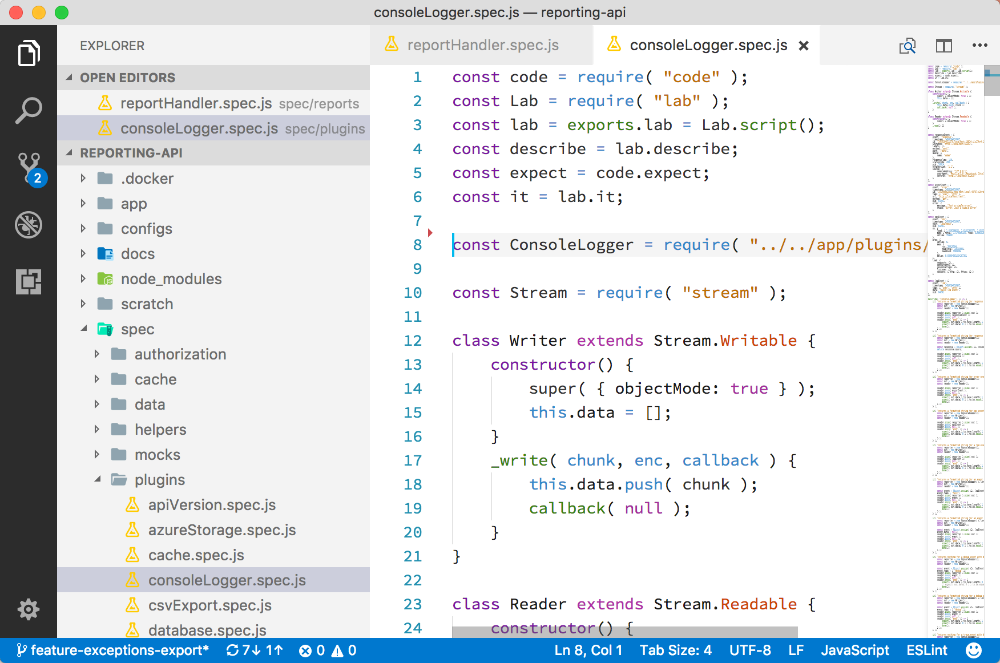 consoleLogger.spec.js — reporting-api
EXPLORER
OPEN EDITORS
reportHandler.spec.js spec/reports
consoleLogger.spec.js spec/plugins
REPORTING-API
.docker
app
configs
docs
node_modules
scratch
spec
authorization
cache
data
helpers
mocks
plugins
apiVersion.spec.js
azureStorage.spec.js
cache.spec.js
consoleLogger.spec.js
csvExport.spec.js
database.spec.js
2
reportHandler.spec.js
consoleLogger.spec.js
1 const code = require( "code" );
2 const Lab = require( "lab" );
3 const lab = exports.lab = Lab.script();
4 const describe = lab.describe;
5 const expect = code.expect;
6 const it = lab.it;
7
8 const ConsoleLogger = require( "../../app/plugins/
9
10 const Stream = require( "stream" );
11
12 class Writer extends Stream.Writable {
13 constructor() {
14 super( { objectMode: true } );
15 this.data = [];
16 }
17 _write( chunk, enc, callback ) {
18 this.data.push( chunk );
19 callback( null );
20 }
21 }
22
23 class Reader extends Stream.Readable {
24 constructor() {
feature-exceptions-export* 7↓ 1↑ 0 0 Ln 8, Col 1 Tab Size: 4 UTF-8 LF JavaScript ESLint